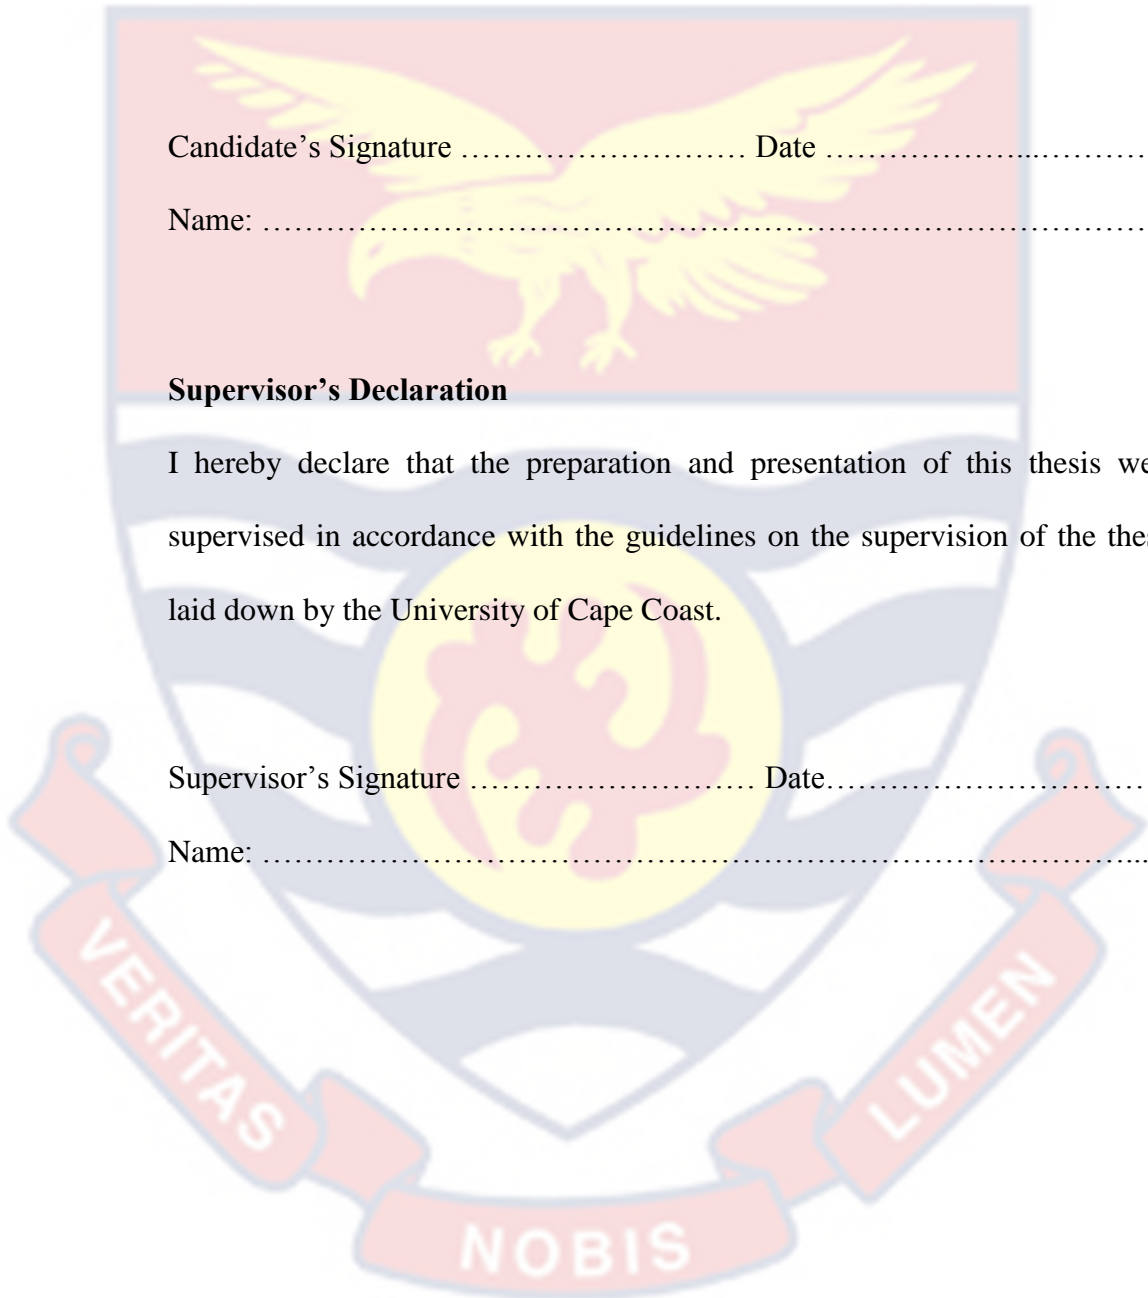 Candidate’s Signature ……………………… Date ………………...………
Name: …………………………………………………………………………
Supervisor’s Declaration
I hereby declare that the preparation and presentation of this thesis we
supervised in accordance with the guidelines on the supervision of the thes
laid down by the University of Cape Coast.
Supervisor’s Signature ……………………… Date…………………………
Name: ………………………………………………………………………...
VERITAS
NOBIS
LUMEN